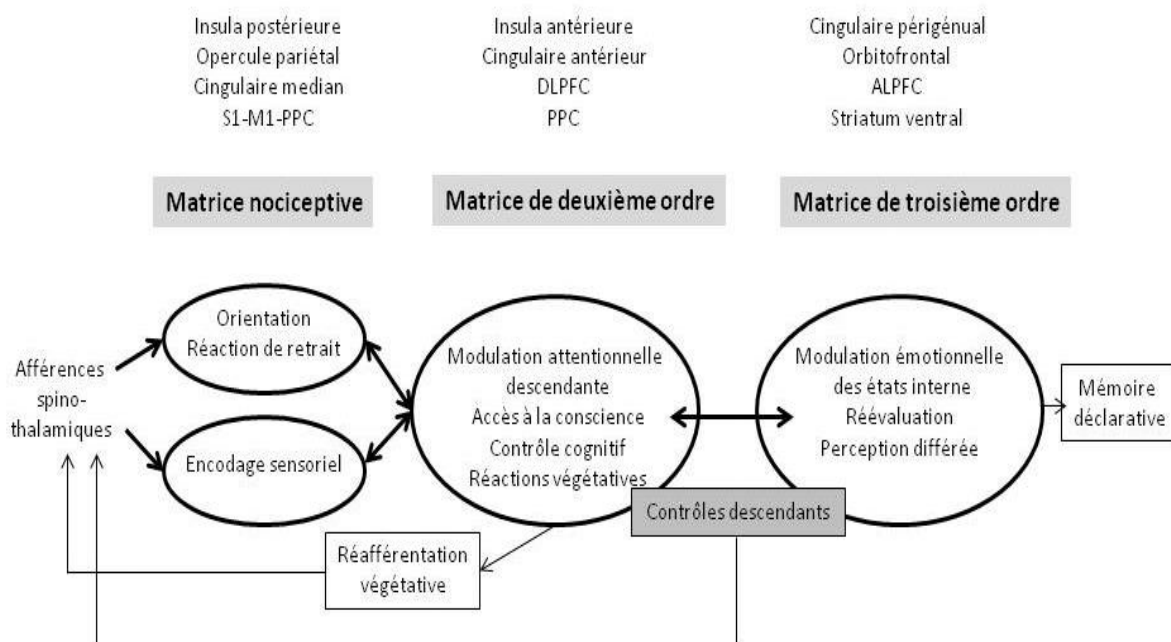 Insula postérieure
Opercule pariétal
Cingulaire median
S1-M1-PPC
Insula antérieure
Cingulaire antérieur
DLPFC
PPC
Cingulaire périgénual
Orbitofrontal
ALPFC
Striatum ventral
Matrice nociceptive
Matrice de deuxième ordre
Matrice de troisième ordre
Afférences
spino-
thalamiques
Orientation
Réaction de retrait
Encodage sensoriel
Modulation attentionnelle
descendante
Accès à la conscience
Contrôle cognitif
Réactions végétatives
Modulation émotionnelle
des états interne
Réévaluation
Perception différée
Mémoire
déclarative
Contrôles descendants
Réafférentation
végétative